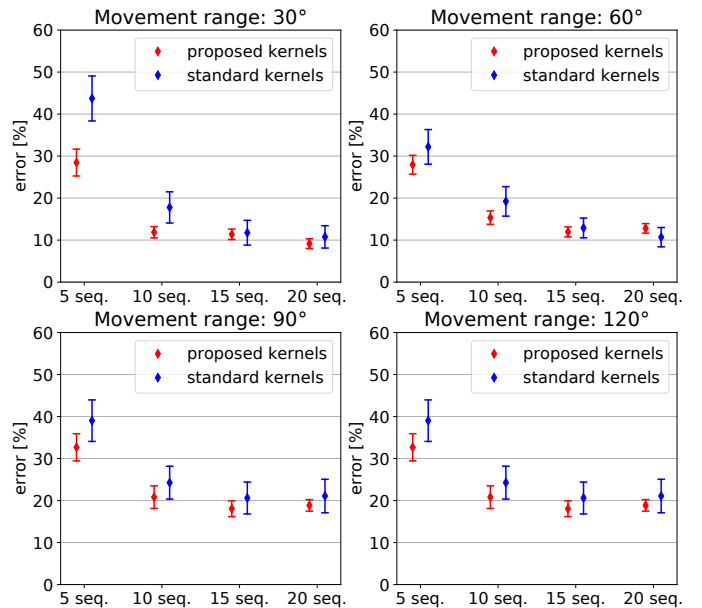 Movement range: 30°
60
50
40
30
20
10
0
error [%]
proposed kernels
standard kernels
5 seq. 10 seq. 15 seq. 20 seq.
Movement range: 60°
60
50
40
30
20
10
0
error [%]
proposed kernels
standard kernels
5 seq. 10 seq. 15 seq. 20 seq.
Movement range: 90°
60
50
40
30
20
10
0
error [%]
proposed kernels
standard kernels
5 seq. 10 seq. 15 seq. 20 seq.
Movement range: 120°
60
50
40
30
20
10
0
error [%]
proposed kernels
standard kernels
5 seq. 10 seq. 15 seq. 20 seq.